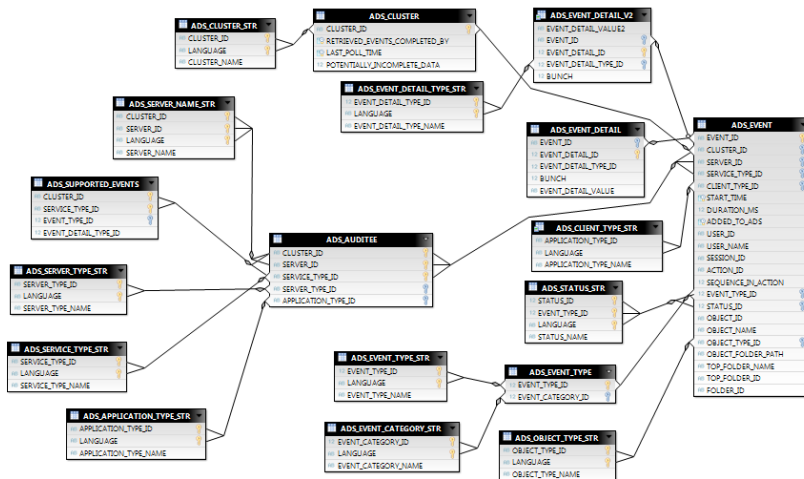 ADS_CLUSTER_STR
CLUSTER_ID
LANGUAGE
CLUSTER_NAME
ADS_CLUSTER
CLUSTER_ID
RETRIEVED_EVENTS_COMPLETED_BY
LAST_POLL_TIME
POTENTIALLY_INCOMPLETE_DATA
ADS_EVENT_DETAIL_V2
EVENT_DETAIL_VALUE2
EVENT_ID
EVENT_DETAIL_ID
EVENT_DETAIL_TYPE_ID
BUNCH
ADS_EVENT_DETAIL_TYPE_STR
EVENT_DETAIL_TYPE_ID
LANGUAGE
EVENT_DETAIL_TYPE_NAME
ADS_SERVER_NAME_STR
CLUSTER_ID
SERVER_ID
LANGUAGE
SERVER_NAME
ADS_EVENT_DETAIL
EVENT_ID
EVENT_DETAIL_ID
EVENT_DETAIL_TYPE_ID
BUNCH
EVENT_DETAIL_VALUE
ADS_EVENT
EVENT_ID
CLUSTER_ID
SERVER_ID
SERVICE_TYPE_ID
CLIENT_TYPE_ID
START_TIME
DURATION_MS
ADDED_TO_ADS
USER_ID
USER_NAME
SESSION_ID
ACTION_ID
SEQUENCE_IN_ACTION
EVENT_TYPE_ID
STATUS_ID
OBJECT_ID
OBJECT_NAME
OBJECT_TYPE_ID
OBJECT_FOLDER_PATH
TOP_FOLDER_NAME
TOP_FOLDER_ID
FOLDER_ID
ADS_SUPPORTED_EVENTS
CLUSTER_ID
SERVICE_TYPE_ID
EVENT_TYPE_ID
EVENT_DETAIL_TYPE_ID
ADS_AUDITEE
CLUSTER_ID
SERVER_ID
SERVICE_TYPE_ID
SERVER_TYPE_ID
APPLICATION_TYPE_ID
ADS_CLIENT_TYPE_STR
APPLICATION_TYPE_ID
LANGUAGE
APPLICATION_TYPE_NAME
ADS_SERVER_TYPE_STR
SERVER_TYPE_ID
LANGUAGE
SERVER_TYPE_NAME
ADS_STATUS_STR
STATUS_ID
EVENT_TYPE_ID
LANGUAGE
STATUS_NAME
ADS_SERVICE_TYPE_STR
SERVICE_TYPE_ID
LANGUAGE
SERVICE_TYPE_NAME
ADS_EVENT_TYPE_STR
EVENT_TYPE_ID
LANGUAGE
EVENT_TYPE_NAME
ADS_EVENT_TYPE
EVENT_TYPE_ID
EVENT_CATEGORY_ID
ADS_APPLICATION_TYPE_STR
APPLICATION_TYPE_ID
LANGUAGE
APPLICATION_TYPE_NAME
ADS_EVENT_CATEGORY_STR
EVENT_CATEGORY_ID
LANGUAGE
EVENT_CATEGORY_NAME
ADS_OBJECT_TYPE_STR
OBJECT_TYPE_ID
LANGUAGE
OBJECT_TYPE_NAME